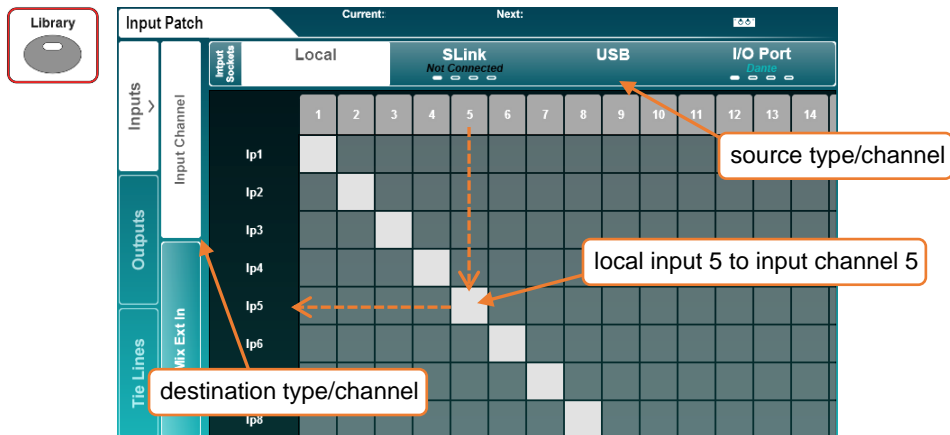 Library
Input Patch
Current:
Next:
Intput
Sockets
Local
SLink
Not Connected
USB
I/O Port
Dante
Inputs
Input Channel
Outputs
Mix Ext In
Tie Lines
1 2 3 4 5 6 7 8 9 10 11 12 13 14
source type/channel
Ip1
Ip2
Ip3
Ip4
local input 5 to input channel 5
Ip5
Ip6
destination type/channel
Ip8